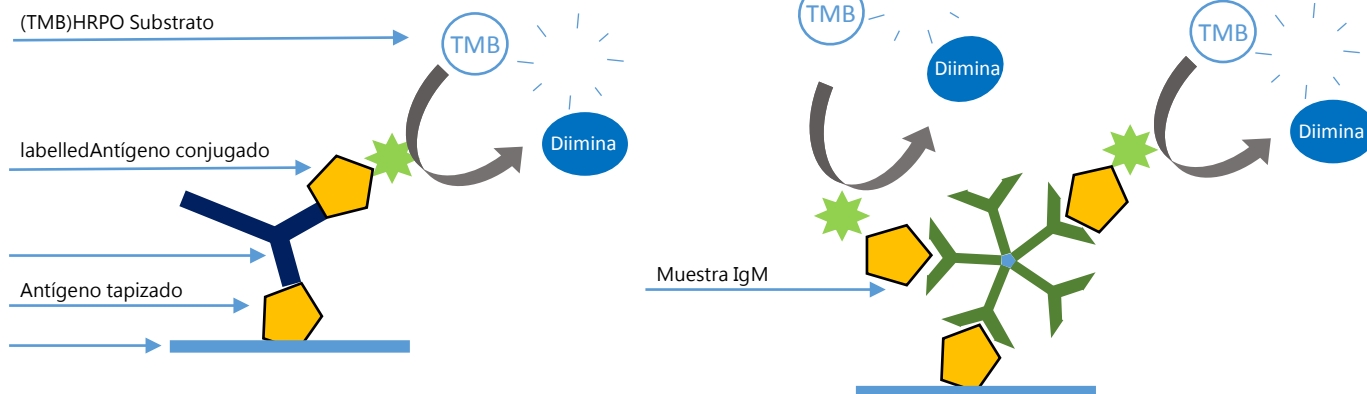 (TMB)HRPO Substrato
TMB
Diimina
labelledAntígeno conjugado
Antígeno tapizado
TMB
Diimina
TMB
Diimina
Muestra IgM